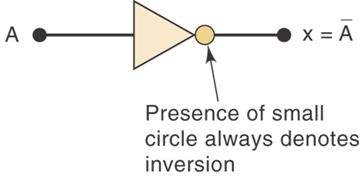 A x = A̅
Presence of small
circle always denotes
inversion